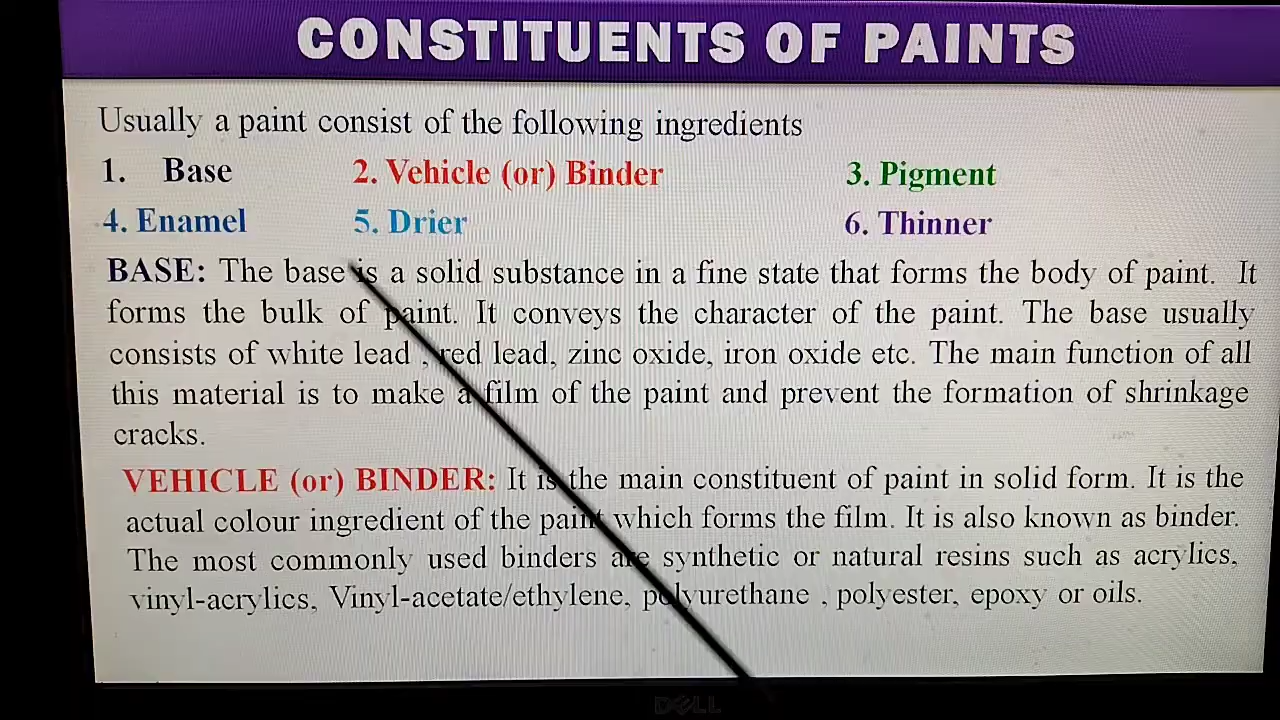 CONSTITUENTS OF PAINTS
Usually a paint consist of the following ingredients
1. Base 2. Vehicle (or) Binder 3. Pigment
4. Enamel 5. Drier 6. Thinner
BASE: The base is a solid substance in a fine state that forms the body of paint. It
forms the bulk of paint. It conveys the character of the paint. The base usually
consists of white lead , red lead, zinc oxide, iron oxide etc. The main function of all
this material is to make a film of the paint and prevent the formation of shrinkage
cracks.
VEHICLE (or) BINDER: It is the main constituent of paint in solid form. It is the
actual colour ingredient of the paint which forms the film. It is also known as binder.
The most commonly used binders are synthetic or natural resins such as acrylics,
vinyl-acrylics, Vinyl-acetate/ethylene, polyurethane , polyester, epoxy or oils.
DELL